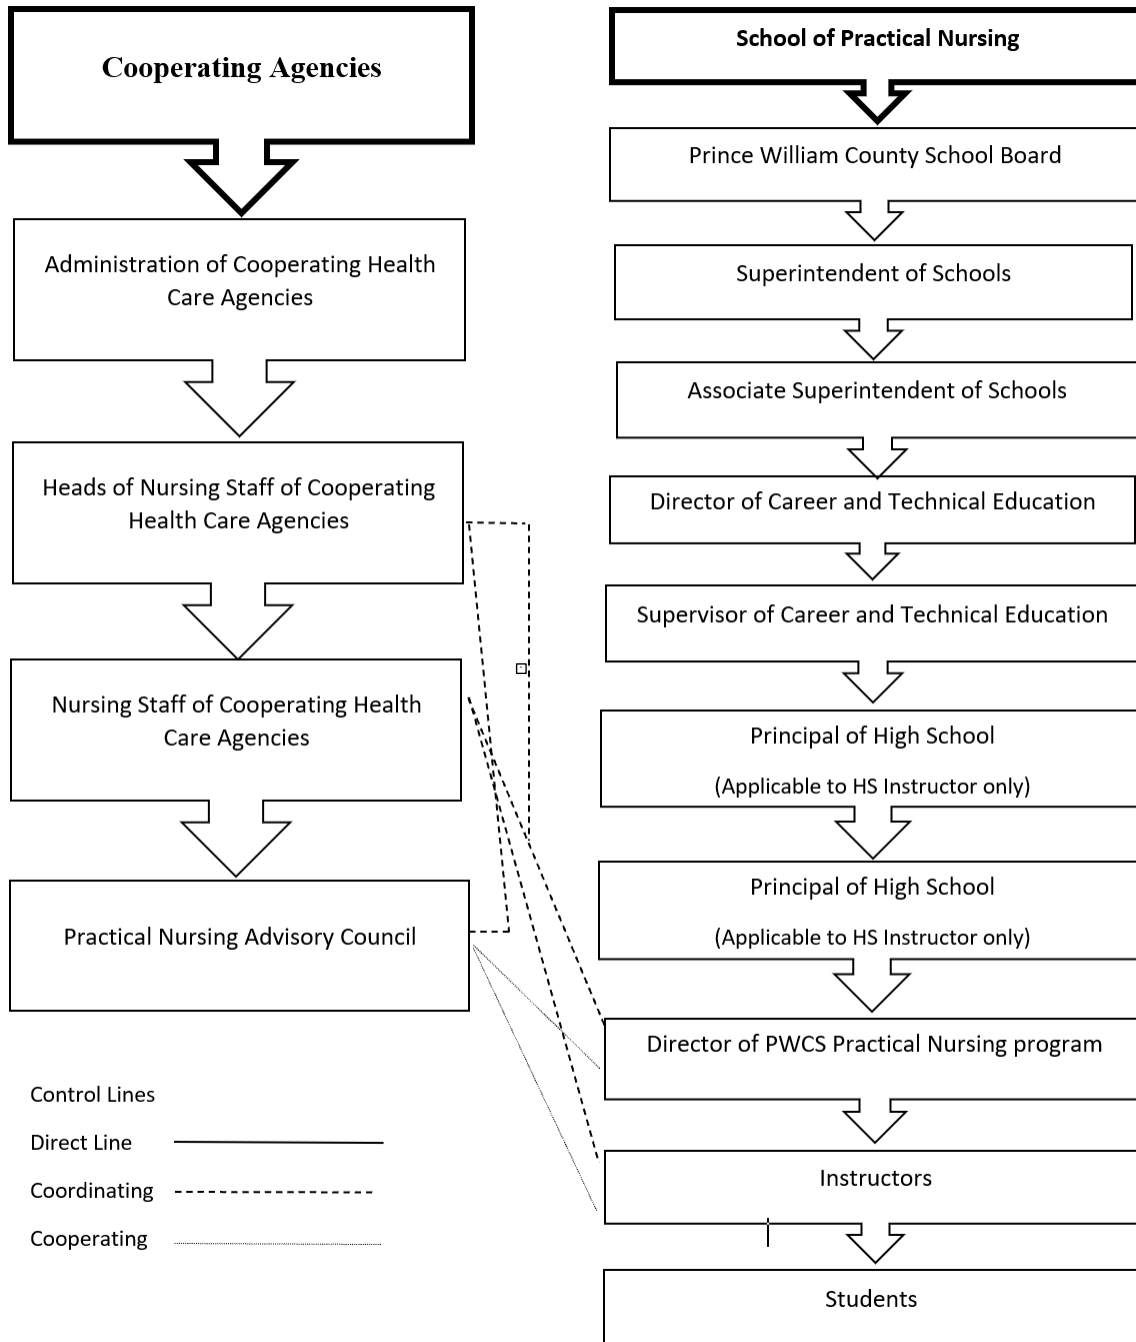 Cooperating Agencies
Administration of Cooperating Health
Care Agencies
Heads of Nursing Staff of Cooperating
Health Care Agencies
Nursing Staff of Cooperating Health
Care Agencies
Practical Nursing Advisory Council
Control Lines
Direct Line
Coordinating
Cooperating
School of Practical Nursing
Prince William County School Board
Superintendent of Schools
Associate Superintendent of Schools
Director of Career and Technical Education
Supervisor of Career and Technical Education
Principal of High School
(Applicable to HS Instructor only)
Principal of High School
(Applicable to HS Instructor only)
Director of PWCS Practical Nursing program
Instructors
Students